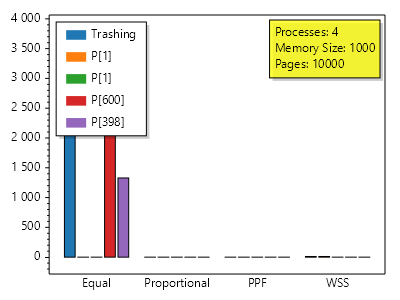 4 000
3 500
3 000
2 500
2 000
1 500
1 000
500
0
Trashing
P[1]
P[1]
P[600]
P[398]
Processes: 4
Memory Size: 1000
Pages: 10000
Equal Proportional PPF WSS